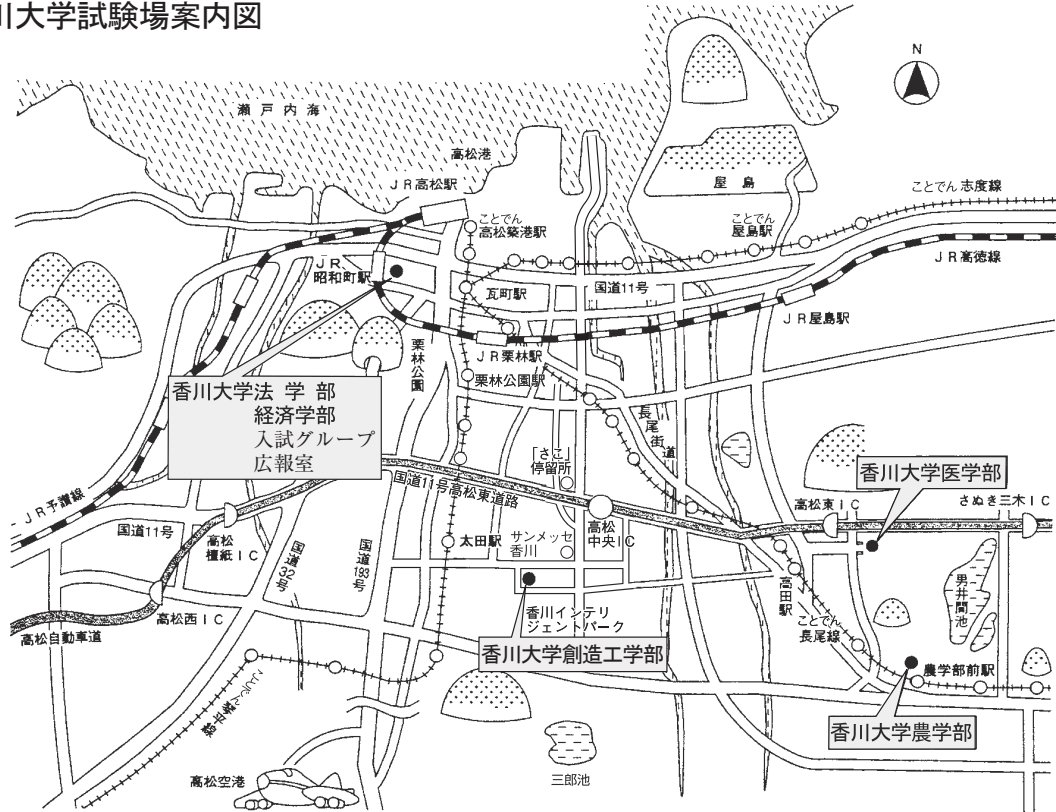 川大学試験場案内図
N
瀬戸内海
高松港
JR高松駅
屋島
ことでん 志度線
ことでん
高松築港駅
ことでん
屋島駅
JR高徳線
JR
昭和町駅
瓦町駅
国道11号
JR屋島駅
栗林公園
JR栗林駅
栗林公園駅
香川大学法 学 部
経済学部
入試グループ
広報室
長尾街道
「さこ」
停留所
国道11号高松東道路
香川大学医学部
高松東IC
さぬき三木IC
JR予讃線
国道11号
高松
檀紙IC
国道32号
国道193号
太田駅
サンメッセ
香川
高松
中央IC
高松西IC
高松自動車道
香川インテリ
ジェントパーク
香川大学創造工学部
高田駅
ことでん
長尾線
男井間池
農学部前駅
香川大学農学部
ことでん琴平線
三郎池
高松空港